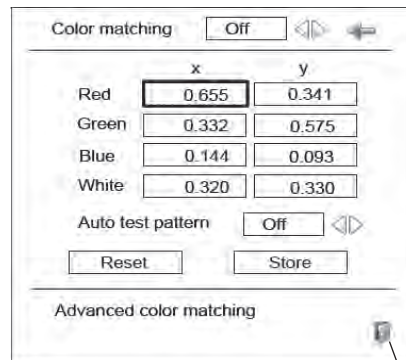 Color matching Off
x y
Red 0.655 0.341
Green 0.332 0.575
Blue 0.144 0.093
White 0.320 0.330
Auto test pattern Off
Reset Store
Advanced color matching